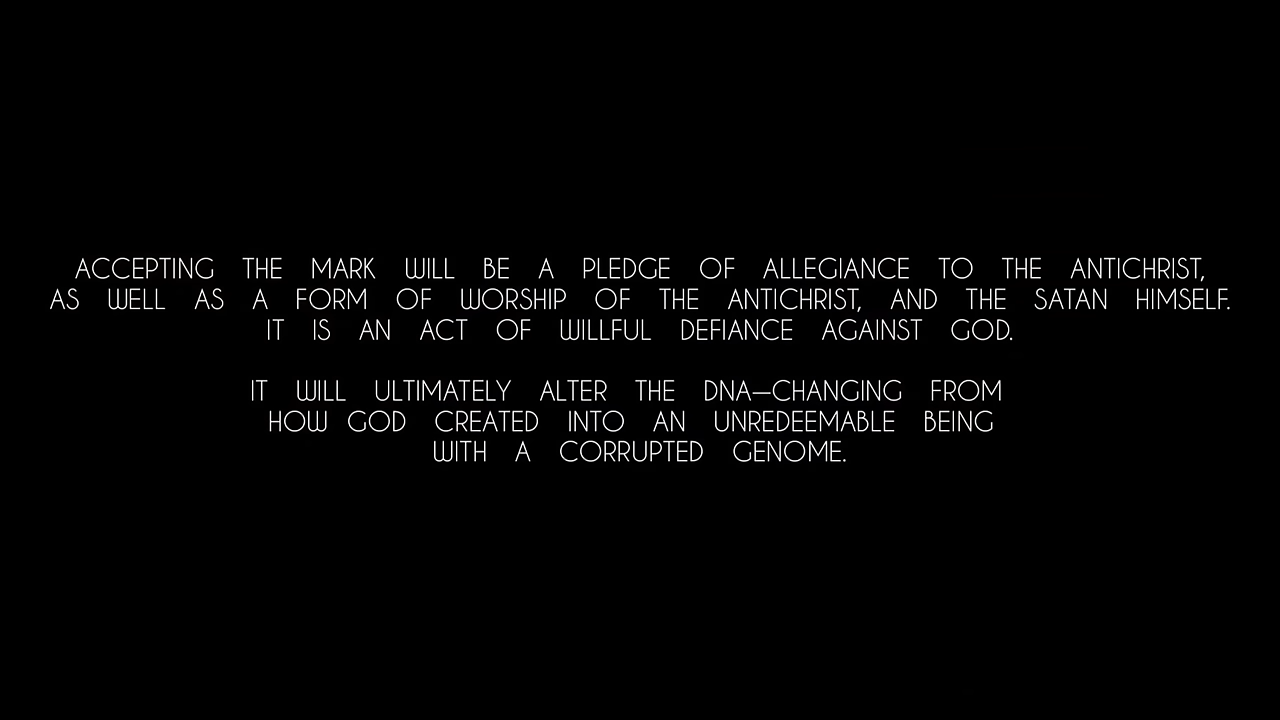 ACCEPTING THE MARK WILL BE A PLEDGE OF ALLEGIANCE TO THE ANTICHRIST,
AS WELL AS A FORM OF WORSHIP OF THE ANTICHRIST, AND THE SATAN HIMSELF.
IT IS AN ACT OF WILLFUL DEFIANCE AGAINST GOD.
IT WILL ULTIMATELY ALTER THE DNA—CHANGING FROM
HOW GOD CREATED INTO AN UNREDEEMABLE BEING
WITH A CORRUPTED GENOME.